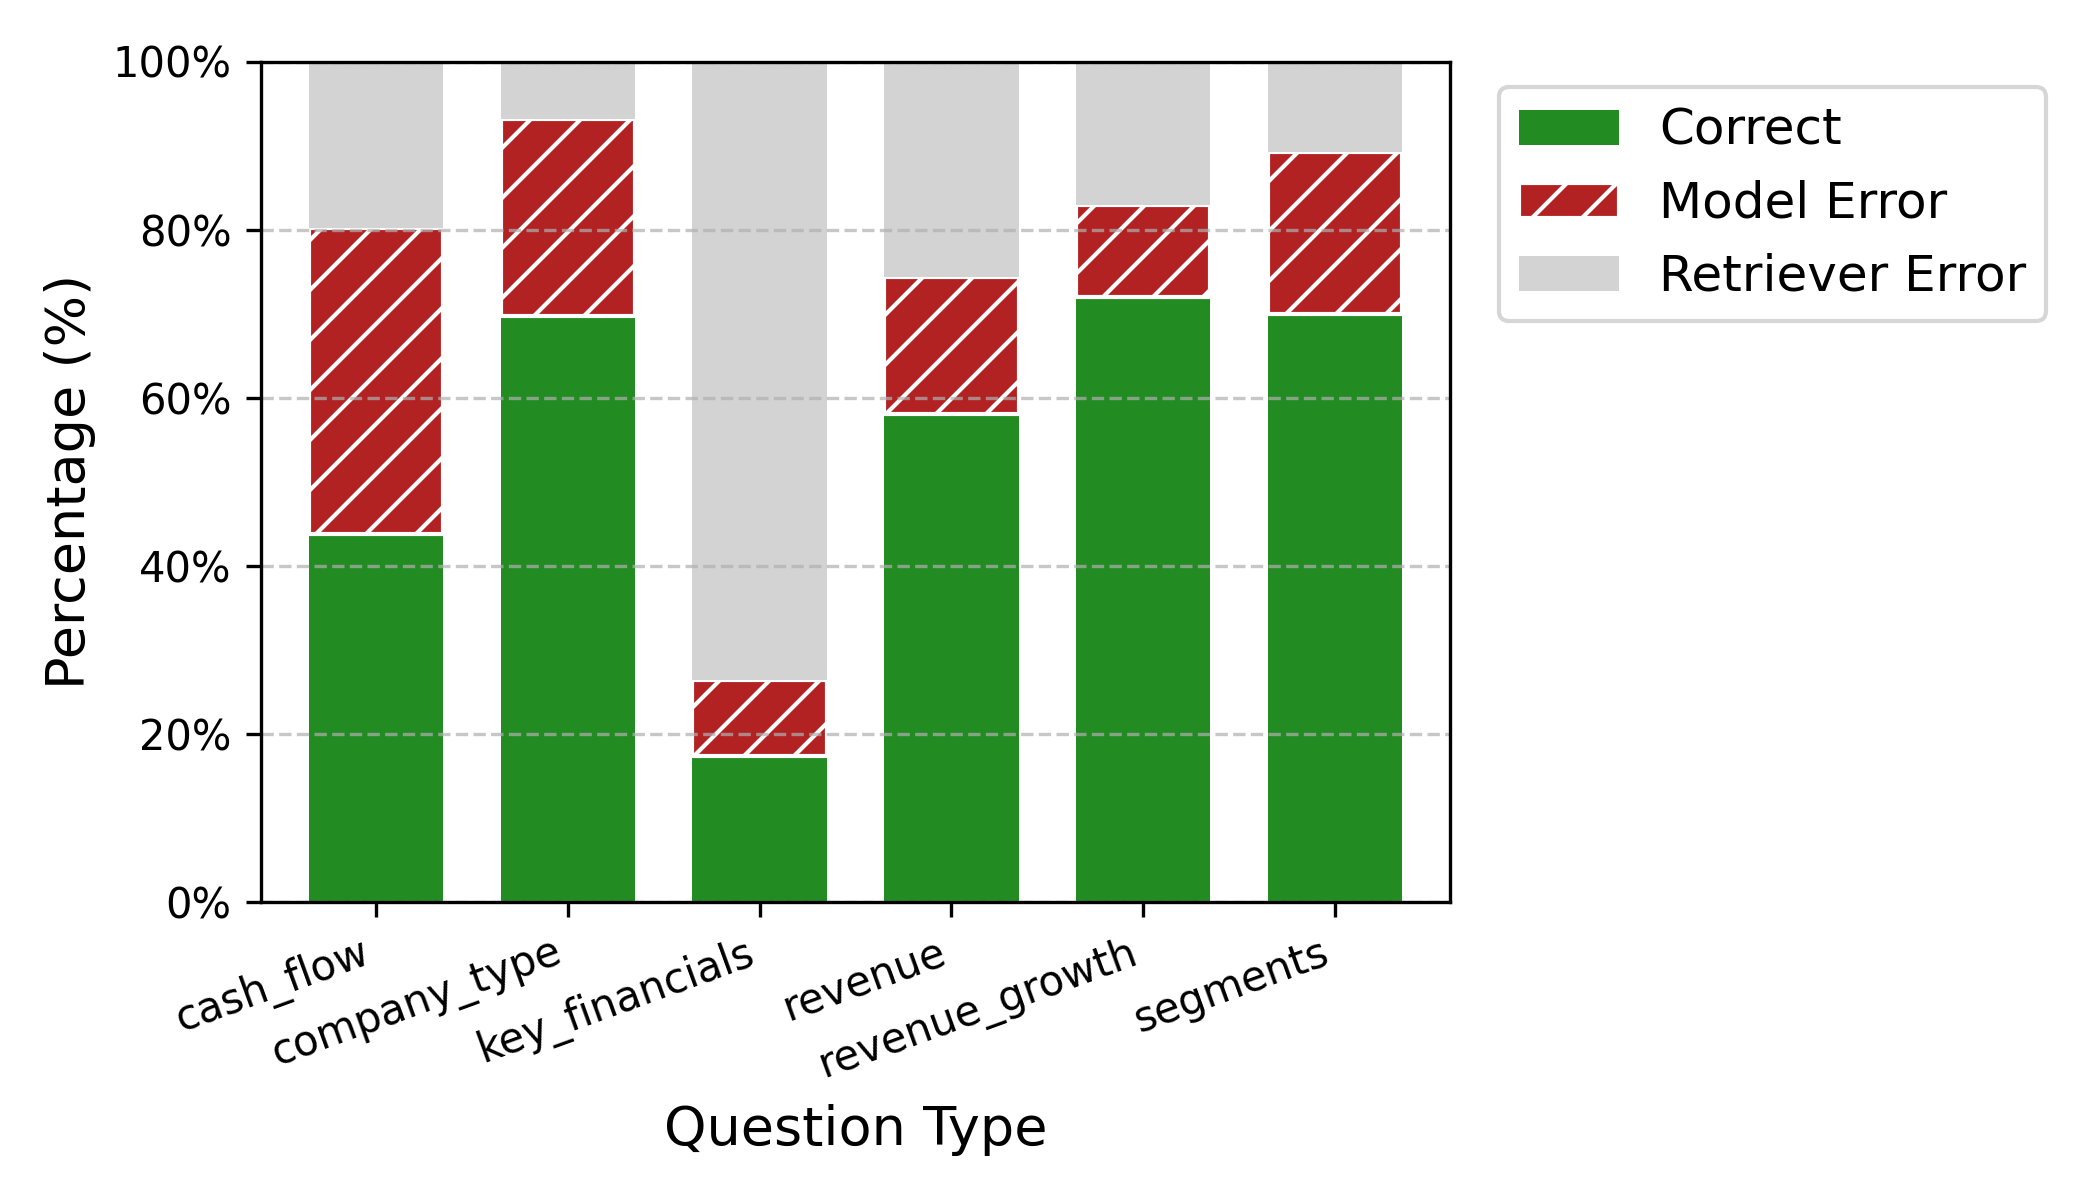 100%
80%
60%
40%
20%
0%
Percentage (%)
cash_flow
company_type
key_financials
revenue
revenue_growth
segments
Question Type
Correct
Model Error
Retriever Error